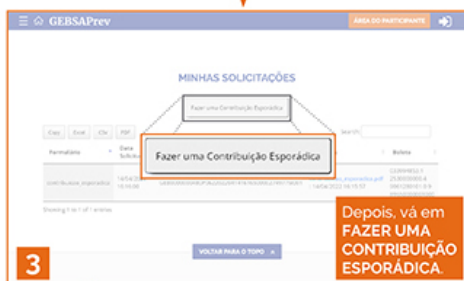 GEBSAPrev
ÁREA DO PARTICIPANTE
MINHAS SOLICITAÇÕES
Fazer uma Contribuição Esporádica
Copy Excel CSV PDF
Search:
Fazer uma Contribuição Esporádica
Formulário
Data
Boleto
contribuicao_esporadica
Showing 1 to 1 of 1 entries
VOLTAR PARA O TOPO
3
Depois, vá em
FAZER UMA
CONTRIBUIÇÃO
ESPORÁDICA.